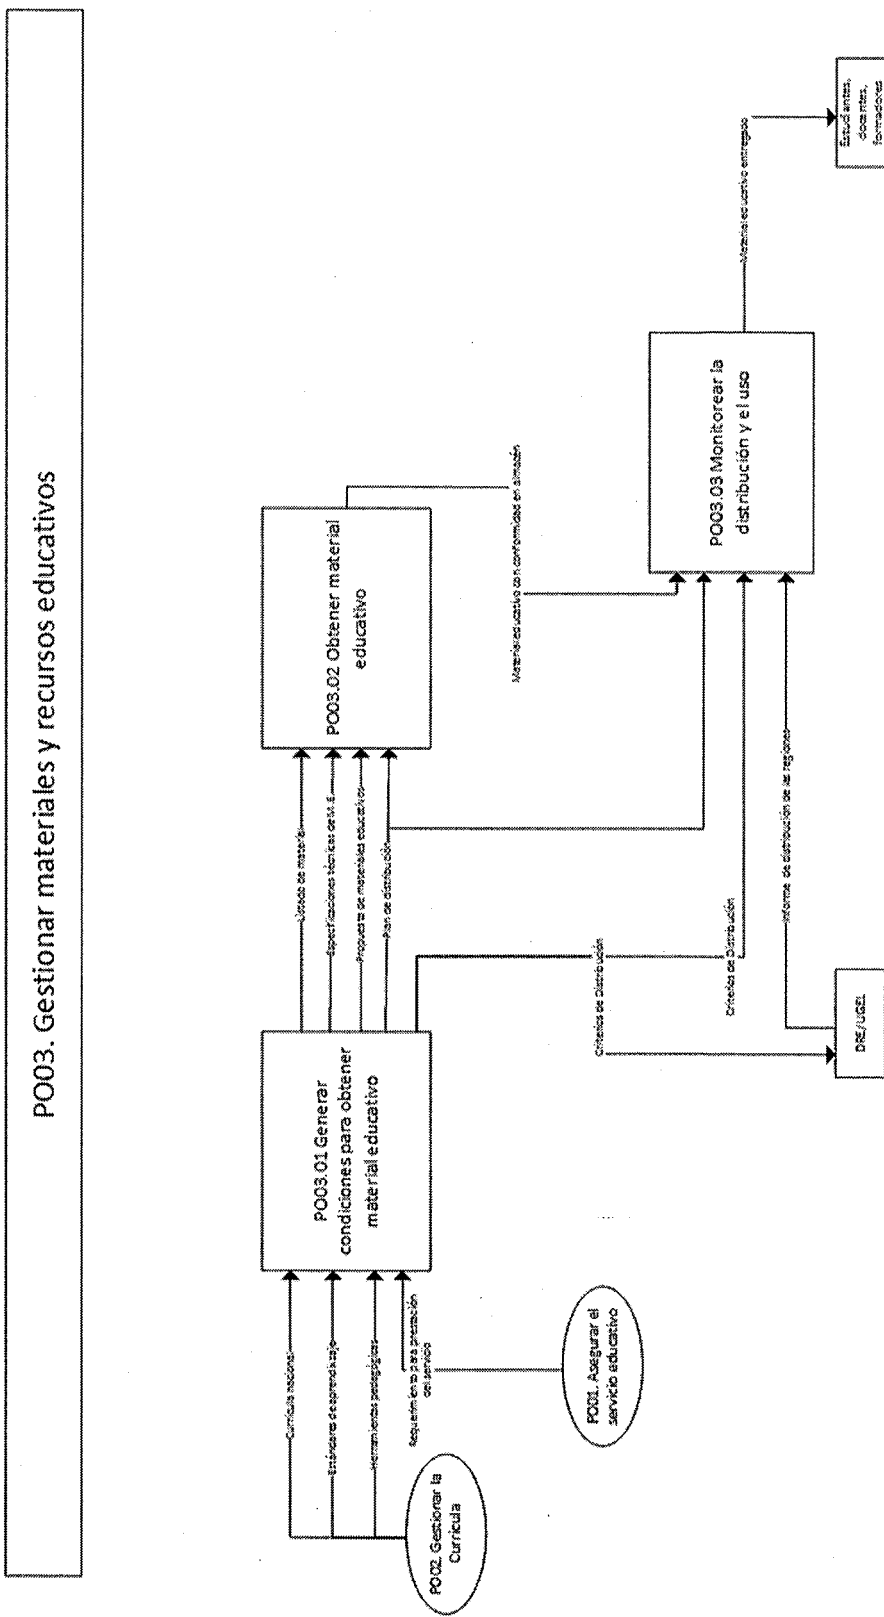 PO03. Gestionar materiales y recursos educativos
PO02. Gestionar la
Currícula
PO01. Asegurar el
servicio educativo
Currícula nacional
Estándares de aprendizaje
Herramientas pedagógicas
Requerimiento para prestación
del servicio
PO03.01 Generar
condiciones para obtener
material educativo
Listado de material
Especificaciones técnicas de M.E.
Propuesta de materiales educativos
Plan de distribución
PO03.02 Obtener material
educativo
Material educativo con conformidad en almacén
Criterios de Distribución
Criterios de Distribución
DRE/UGEL
Informe de distribución de las regiones
PO03.03 Monitorear la
distribución y el uso
Material educativo entregado
Estudiantes,
docentes,
formadores